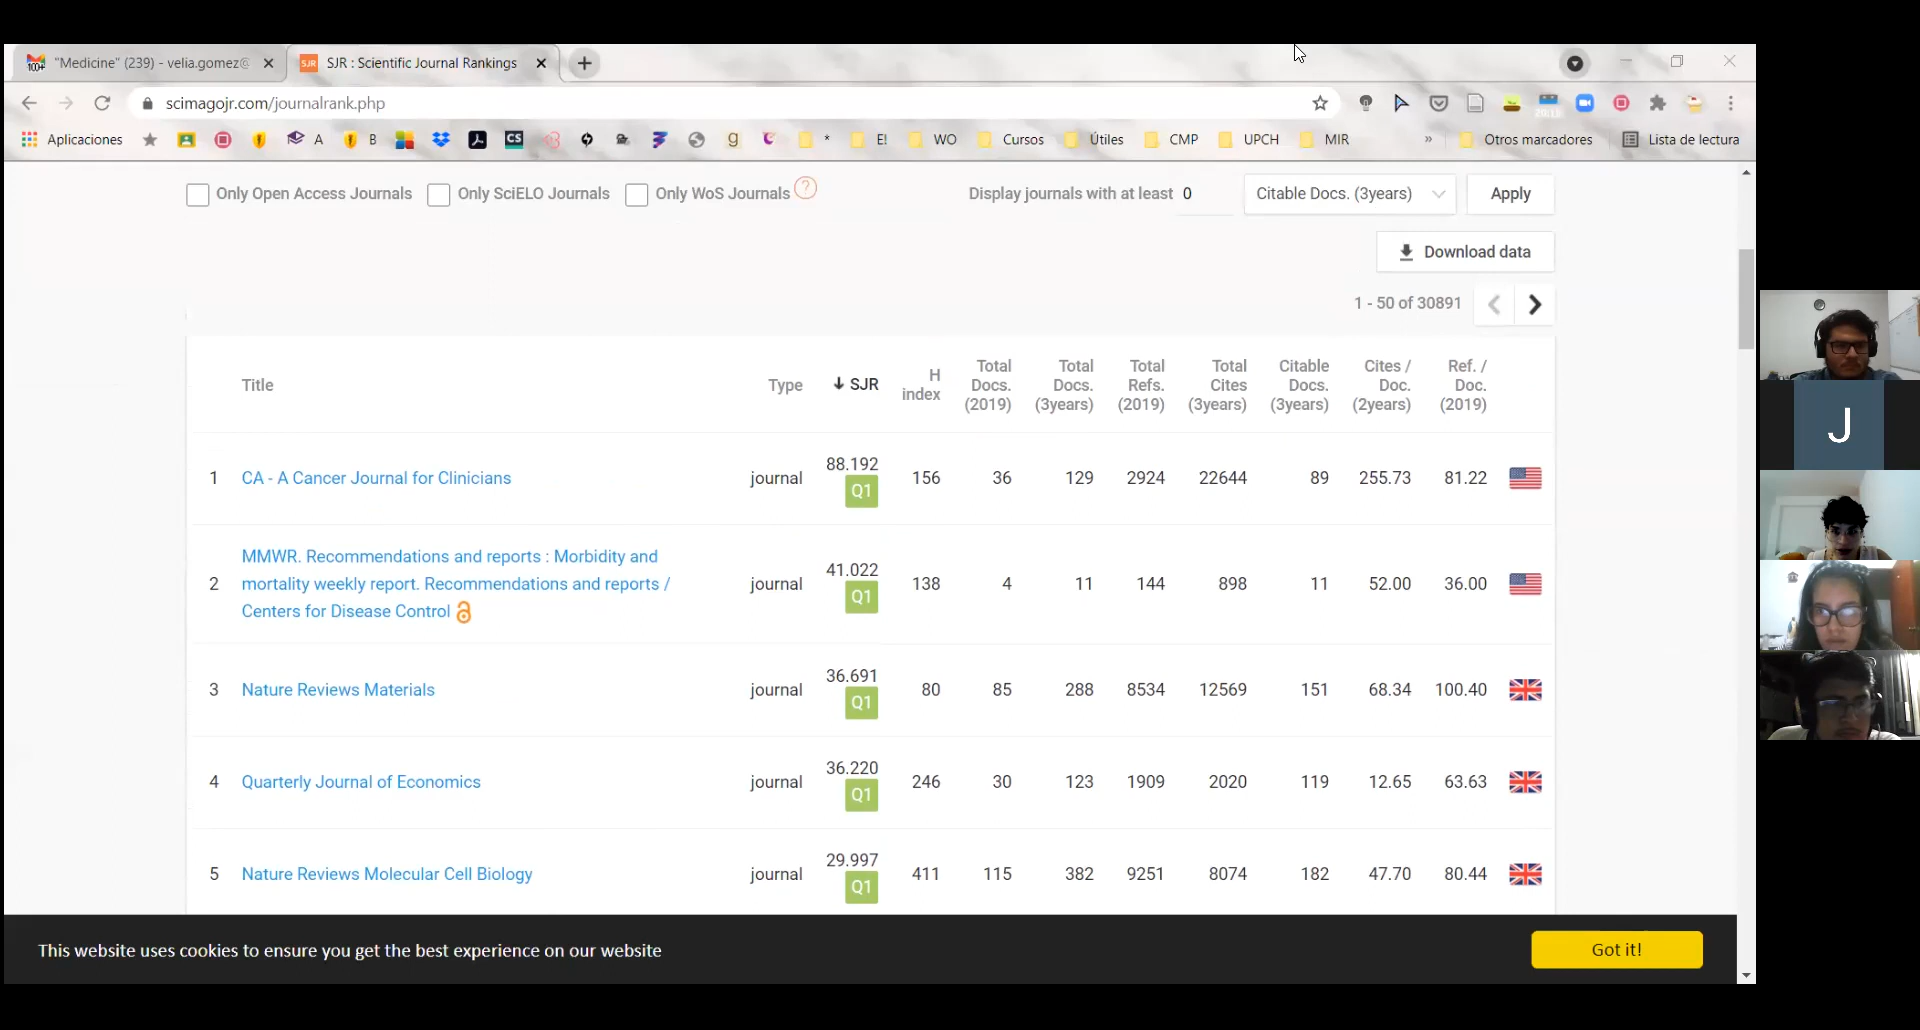 "Medicine" (239) - velia.gomez@
SJR : Scientific Journal Rankings
scimagojr.com/journalrank.php
Aplicaciones A B * E! WO Cursos Útiles CMP UPCH MIR » Otros marcadores Lista de lectura
Only Open Access Journals Only SciELO Journals Only WoS Journals ? Display journals with at least 0 Citable Docs. (3years) Apply
Download data
1 - 50 of 30891
Title Type SJR H index Total Docs. (2019) Total Docs. (3years) Total Refs. (2019) Total Cites (3years) Citable Docs. (3years) Cites / Doc. (2years) Ref. / Doc. (2019)
1 CA - A Cancer Journal for Clinicians journal 88.192 Q1 156 36 129 2924 22644 89 255.73 81.22
2 MMWR. Recommendations and reports : Morbidity and
mortality weekly report. Recommendations and reports /
Centers for Disease Control journal 41.022 Q1 138 4 11 144 898 11 52.00 36.00
3 Nature Reviews Materials journal 36.691 Q1 80 85 288 8534 12569 151 68.34 100.40
4 Quarterly Journal of Economics journal 36.220 Q1 246 30 123 1909 2020 119 12.65 63.63
5 Nature Reviews Molecular Cell Biology journal 29.997 Q1 411 115 382 9251 8074 182 47.70 80.44
This website uses cookies to ensure you get the best experience on our website
Got it!
J